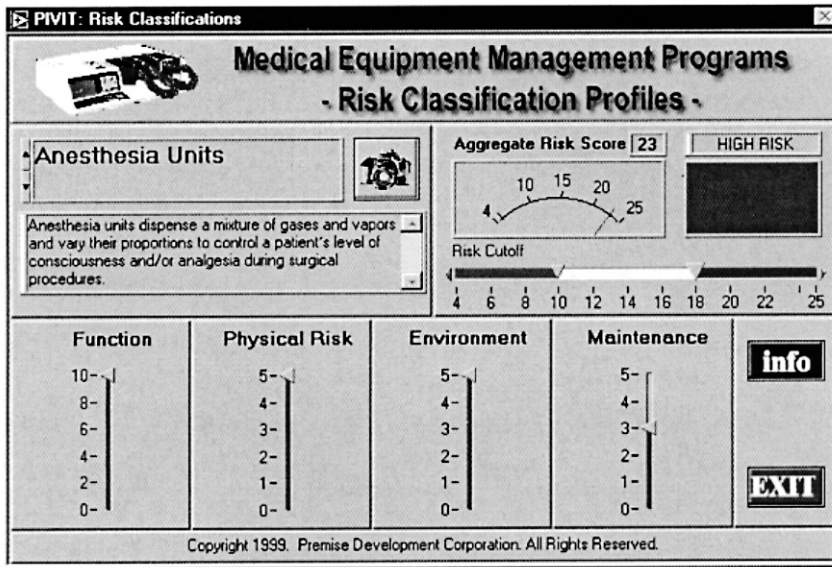 PIVIT: Risk Classifications
Medical Equipment Management Programs
- Risk Classification Profiles -
Anesthesia Units
Anesthesia units dispense a mixture of gases and vapors
and vary their proportions to control a patient's level of
consciousness and/or analgesia during surgical
procedures.
Aggregate Risk Score 23
HIGH RISK
4 10 15 20 25
Risk Cutoff
4 6 8 10 12 14 16 18 20 22 25
Function
10-
8-
6-
4-
2-
0-
Physical Risk
5-
4-
3-
2-
1-
0-
Environment
5-
4-
3-
2-
1-
0-
Maintenance
5-
4-
3-
2-
1-
0-
info
EXIT
Copyright 1999. Premise Development Corporation. All Rights Reserved.